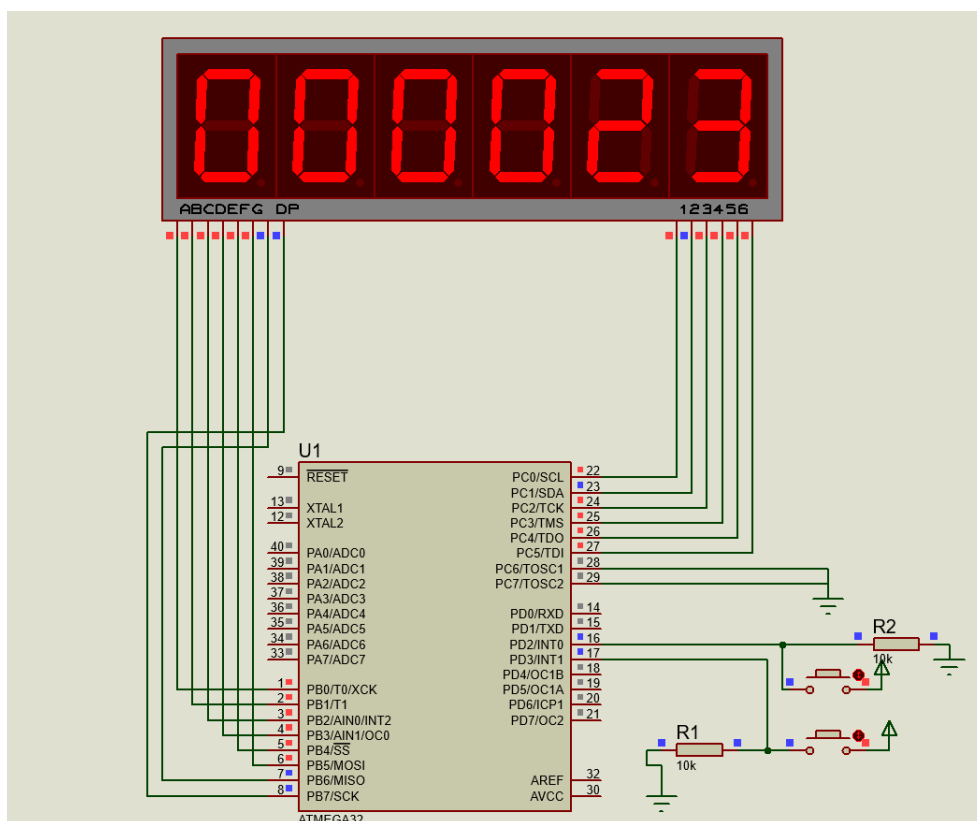 000023
ABCDEFG DP
123456
U1
9 RESET
13 XTAL1
12 XTAL2
40 PA0/ADC0
39 PA1/ADC1
38 PA2/ADC2
37 PA3/ADC3
36 PA4/ADC4
35 PA5/ADC5
34 PA6/ADC6
33 PA7/ADC7
1 PB0/T0/XCK
2 PB1/T1
3 PB2/AIN0/INT2
4 PB3/AIN1/OC0
5 PB4/SS
6 PB5/MOSI
7 PB6/MISO
8 PB7/SCK
PC0/SCL 22
PC1/SDA 23
PC2/TCK 24
PC3/TMS 25
PC4/TDO 26
PC5/TDI 27
PC6/TOSC1 28
PC7/TOSC2 29
PD0/RXD 14
PD1/TXD 15
PD2/INT0 16
PD3/INT1 17
PD4/OC1B 18
PD5/OC1A 19
PD6/ICP1 20
PD7/OC2 21
AREF 32
AVCC 30
ATMEGA32
R2
10k
R1
10k